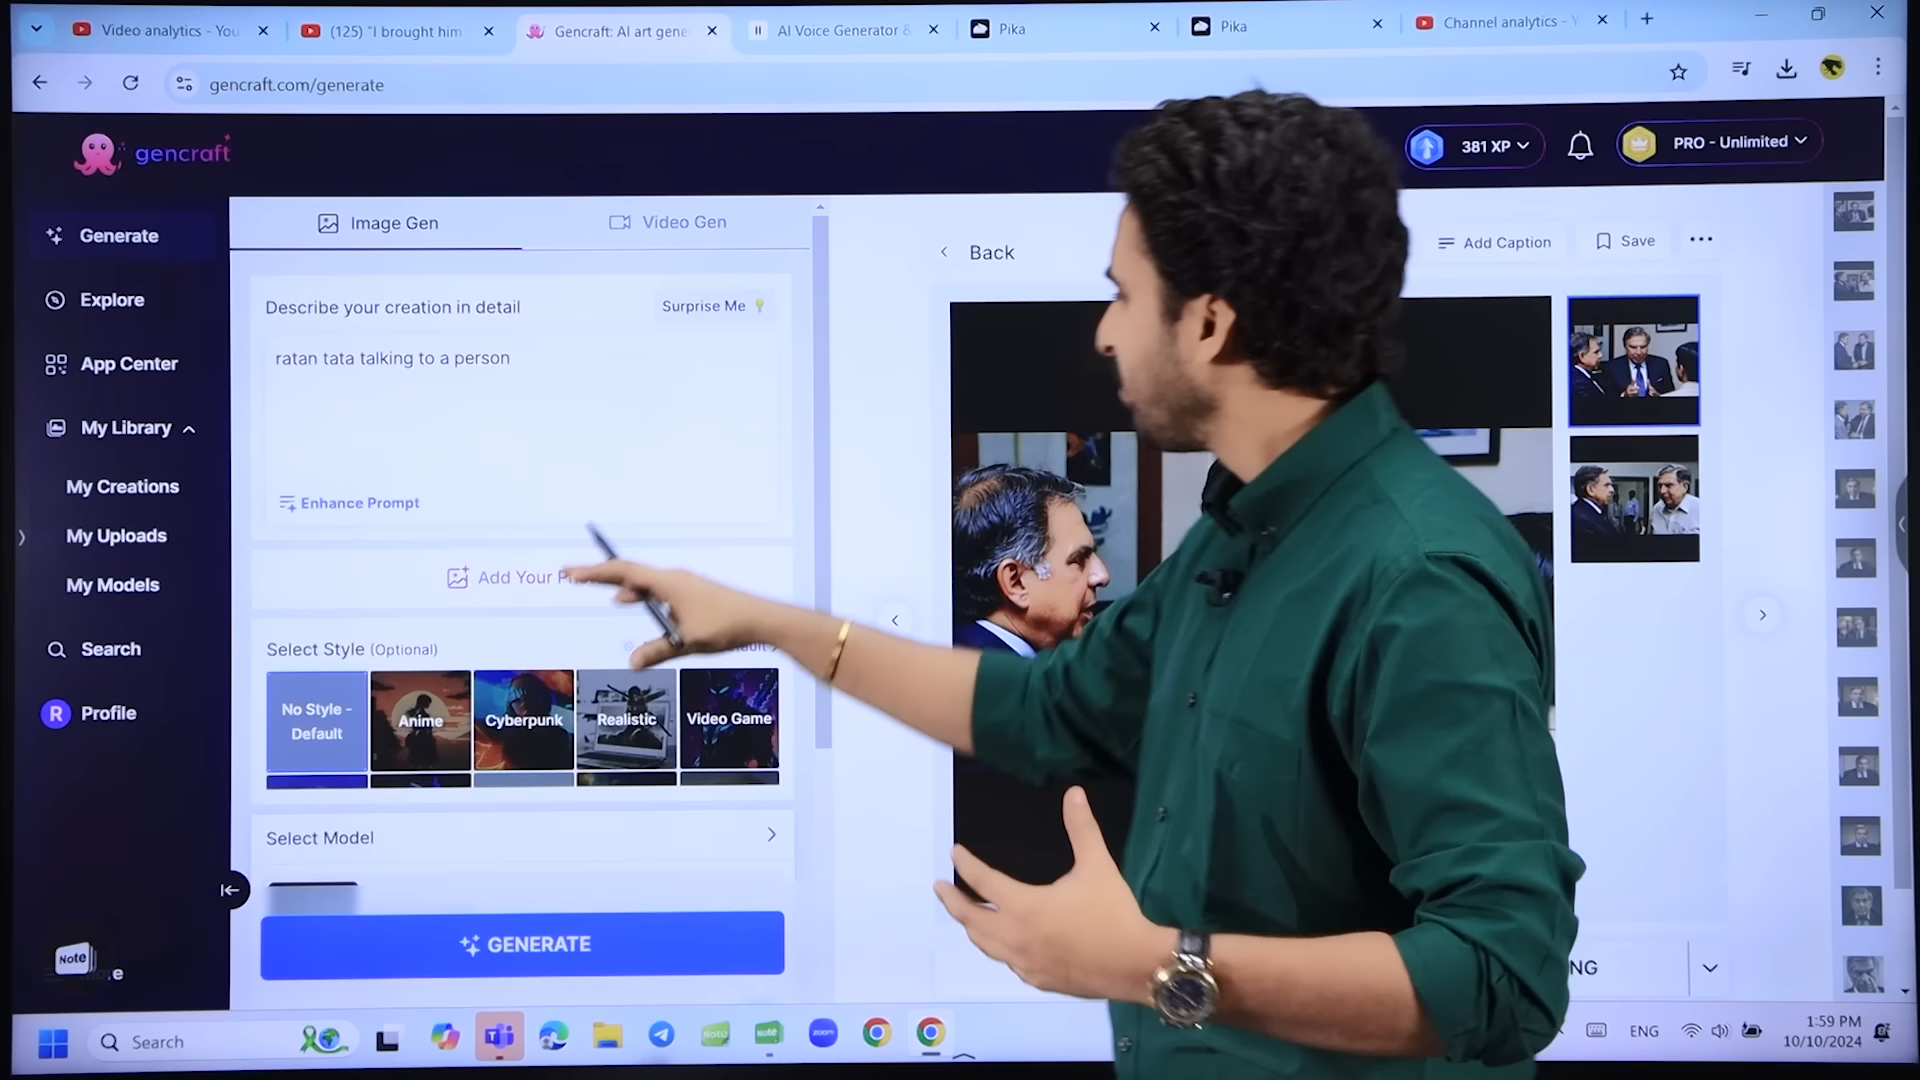 Video analytics - You
(125) "I brought him
Gencraft: AI art gene
AI Voice Generator &
Pika
Pika
Channel analytics - Y
gencraft.com/generate
gencraft
381 XP
PRO - Unlimited
Generate
Explore
App Center
My Library
My Creations
My Uploads
My Models
Search
R Profile
Note
Image Gen
Video Gen
Describe your creation in detail
Surprise Me
ratan tata talking to a person
Enhance Prompt
Add Your
Select Style (Optional)
No Style -
Default
Anime
Cyberpunk
Realistic
Video Game
Select Model
GENERATE
Back
Add Caption
Save
NG
Search
Note
Note
zoom
ENG
1:59 PM
10/10/2024